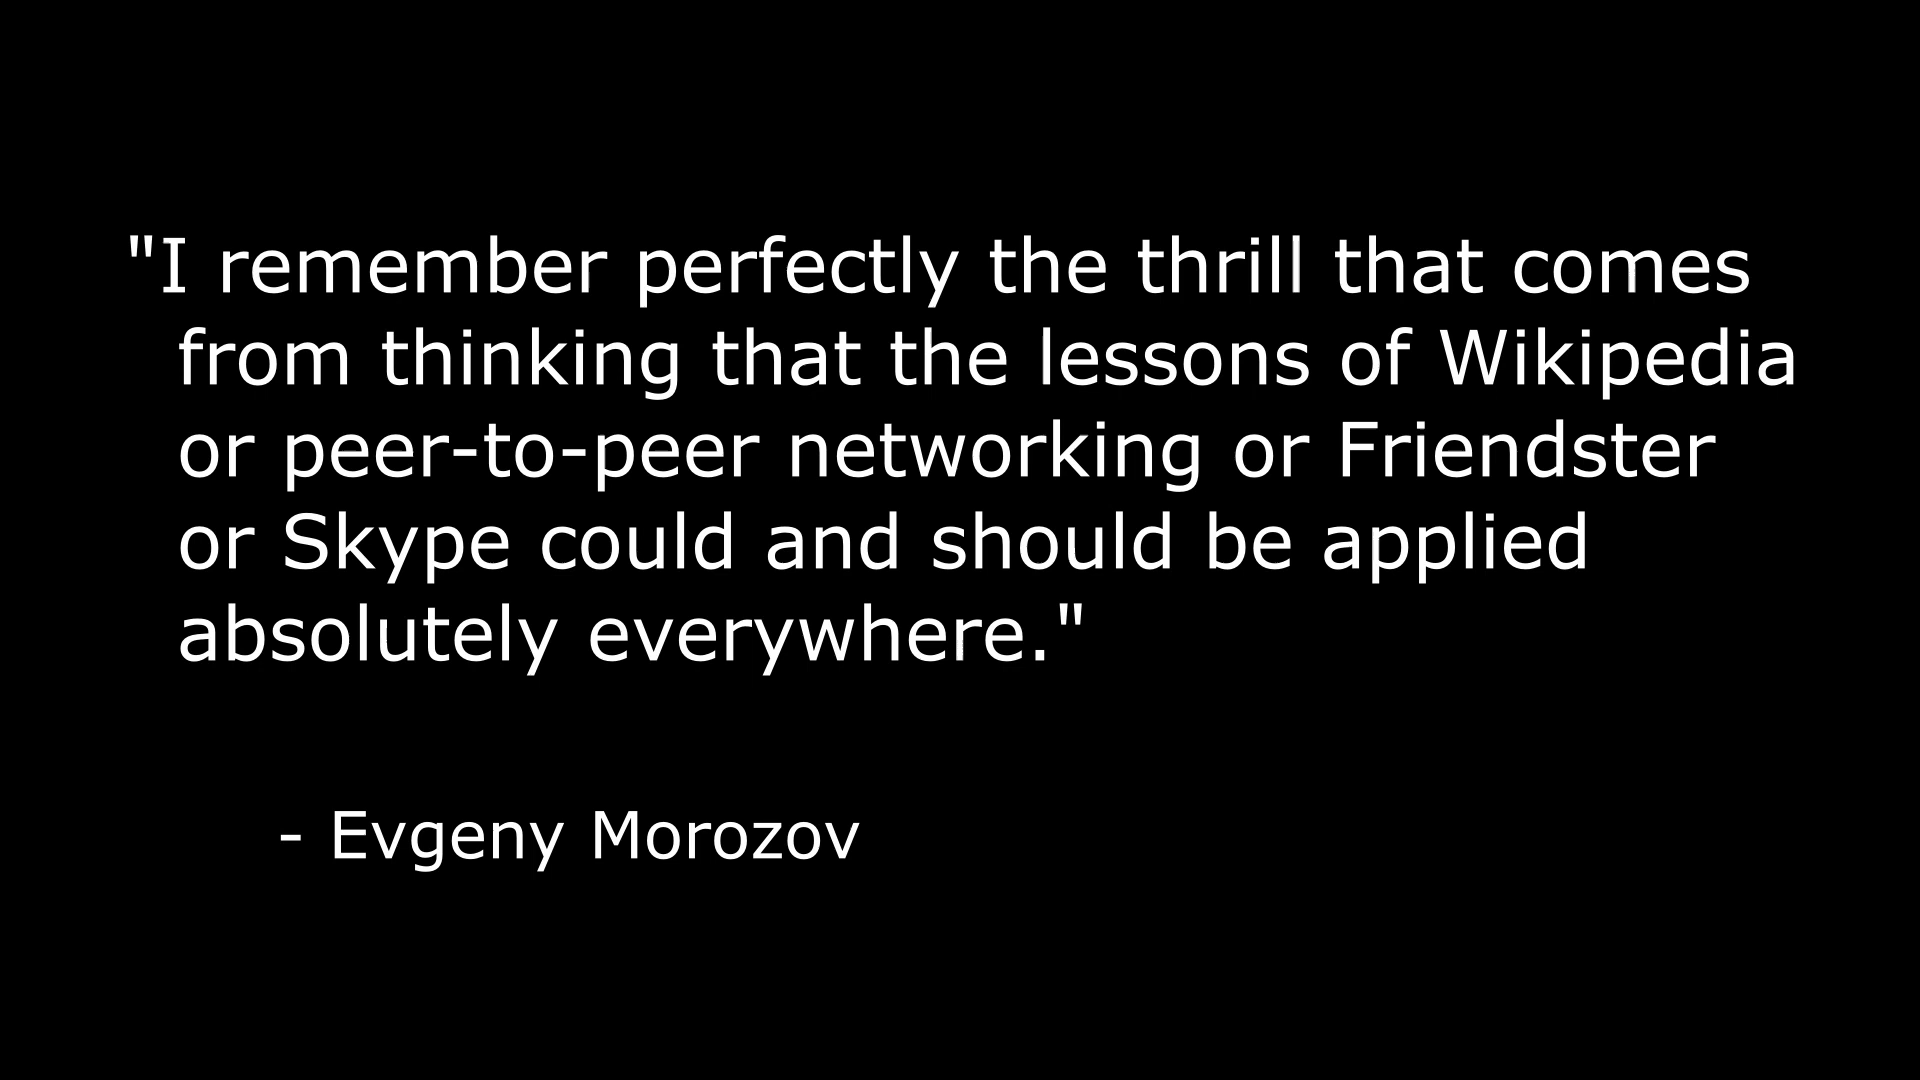 "I remember perfectly the thrill that comes
from thinking that the lessons of Wikipedia
or peer-to-peer networking or Friendster
or Skype could and should be applied
absolutely everywhere."
- Evgeny Morozov